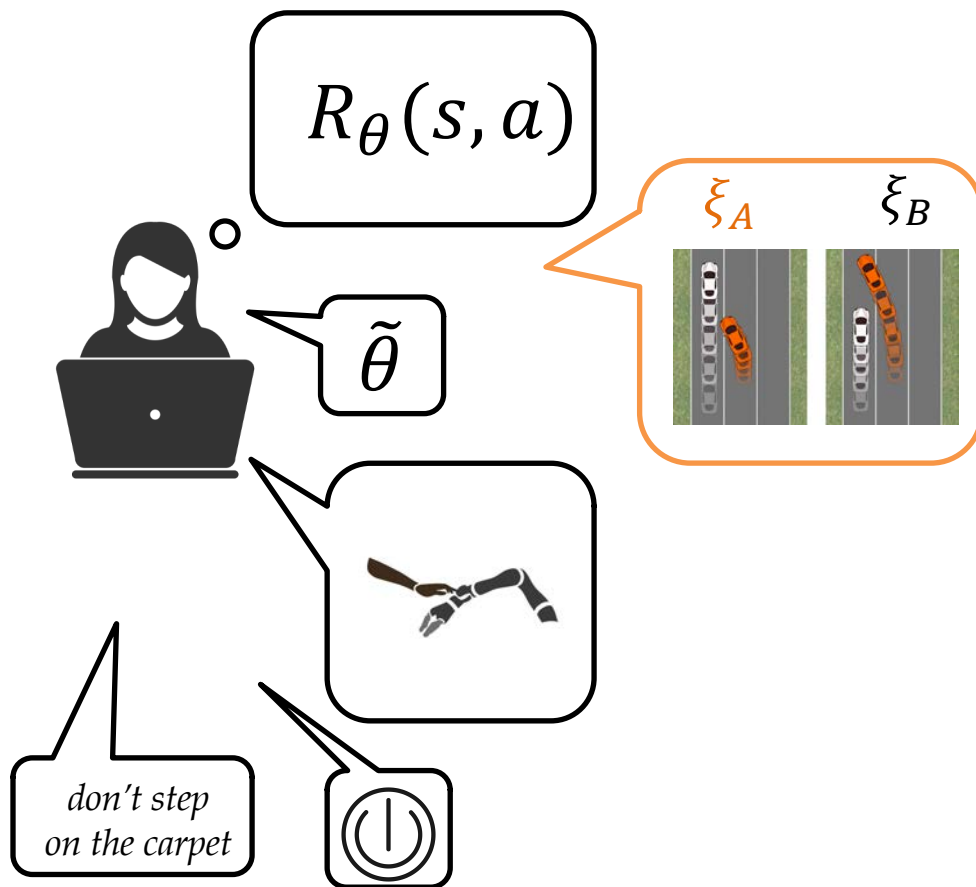 R_θ(s, a)
ξ_A ξ_B
θ̃
don't step
on the carpet